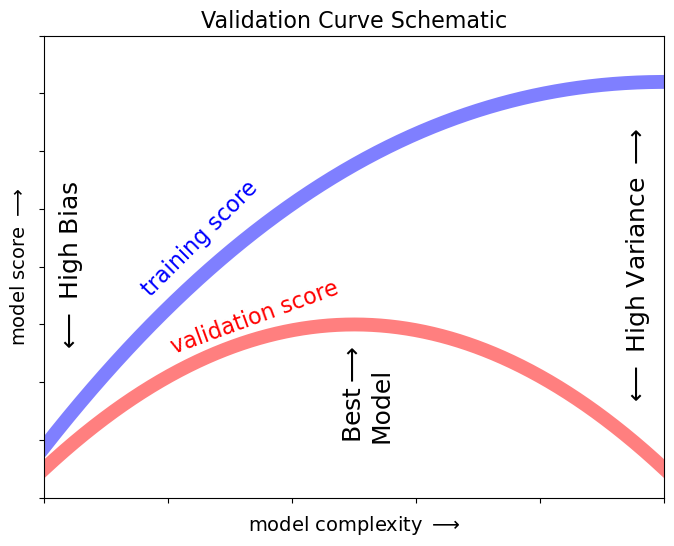 Validation Curve Schematic
model score ⟶
⟵ High Bias
training score
validation score
Best ⟶
Model
⟵ High Variance ⟶
model complexity ⟶